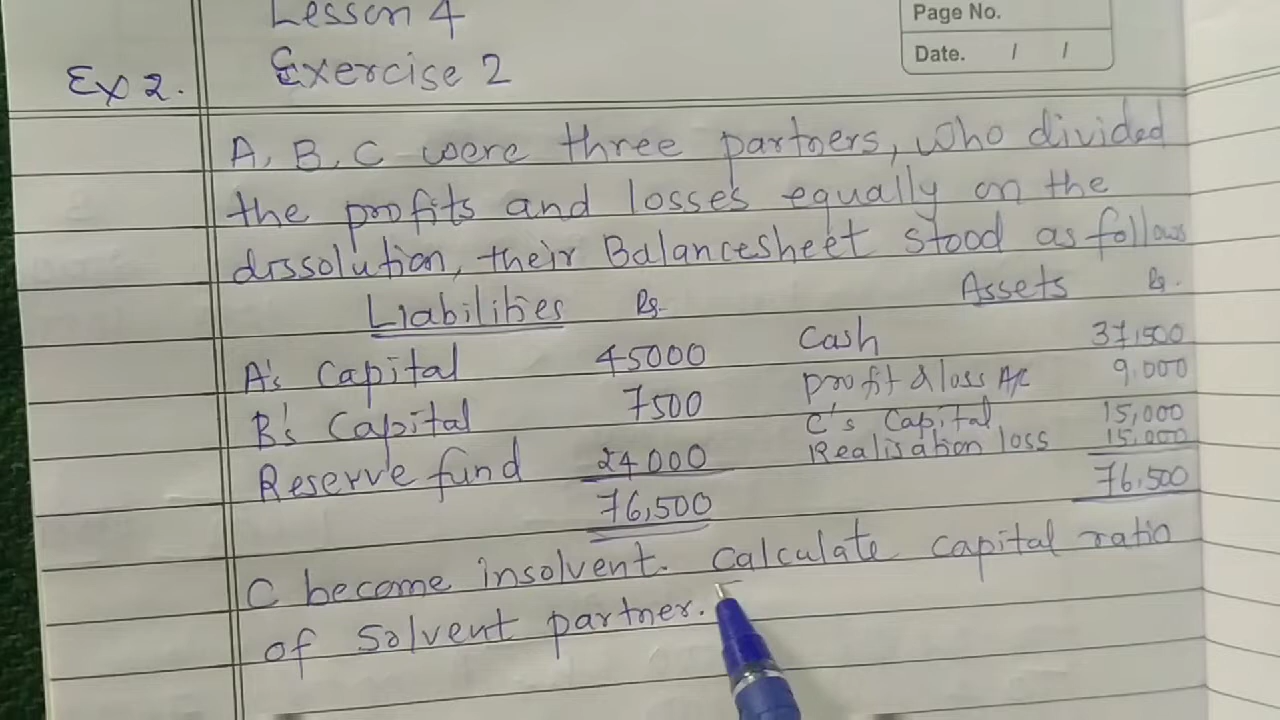 Lesson 4
Page No.
Exercise 2
Date. / /
Ex 2.
A, B, C were three partners, who divided
the profits and losses equally on the
dissolution, their Balancesheet stood as follows
Liabilities Rs. Assets Rs.
A's Capital 45000 Cash 37,500
B's Capital 7500 profit & loss A/c 9,000
C's Capital 15,000
Reserve fund 24000 Realisation loss 15,000
76,500 76,500
C become insolvent. Calculate capital ratio
of solvent partner.